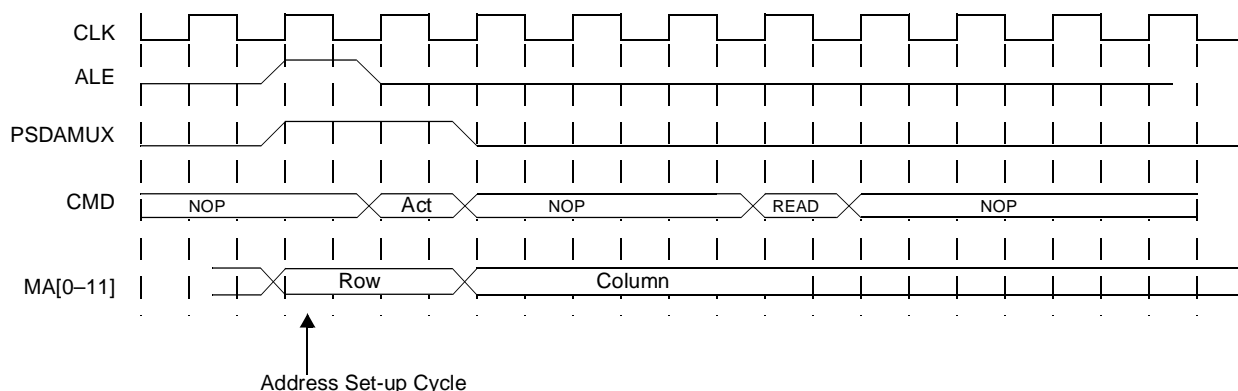 CLK
ALE
PSDAMUX
CMD NOP Act NOP READ NOP
MA[0–11] Row Column
Address Set-up Cycle